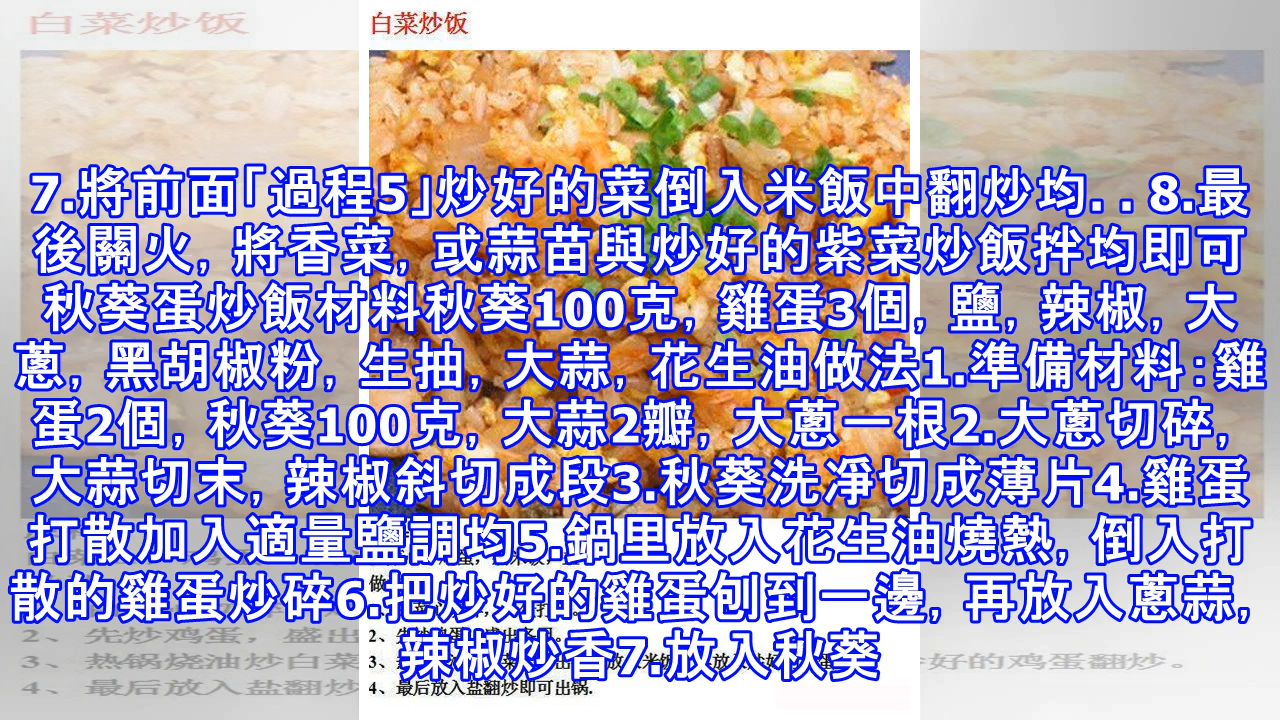 白菜炒饭
白菜炒饭
7.將前面「過程5」炒好的菜倒入米飯中翻炒均. . 8.最
後關火, 將香菜, 或蒜苗與炒好的紫菜炒飯拌均即可
秋葵蛋炒飯材料秋葵100克, 雞蛋3個, 鹽, 辣椒, 大
蔥, 黑胡椒粉, 生抽, 大蒜, 花生油做法1.準備材料:雞
蛋2個, 秋葵100克, 大蒜2瓣, 大蔥一根2.大蔥切碎,
大蒜切末, 辣椒斜切成段3.秋葵洗凈切成薄片4.雞蛋
打散加入適量鹽調均5.鍋里放入花生油燒熱, 倒入打
散的雞蛋炒碎6.把炒好的雞蛋刨到一邊, 再放入蔥蒜,
辣椒炒香7.放入秋葵
2、先炒鸡蛋，盛出
3、热锅烧油炒白菜
好的鸡蛋翻炒。
4、最后放入盐翻炒
4、最后放入盐翻炒即可出锅.